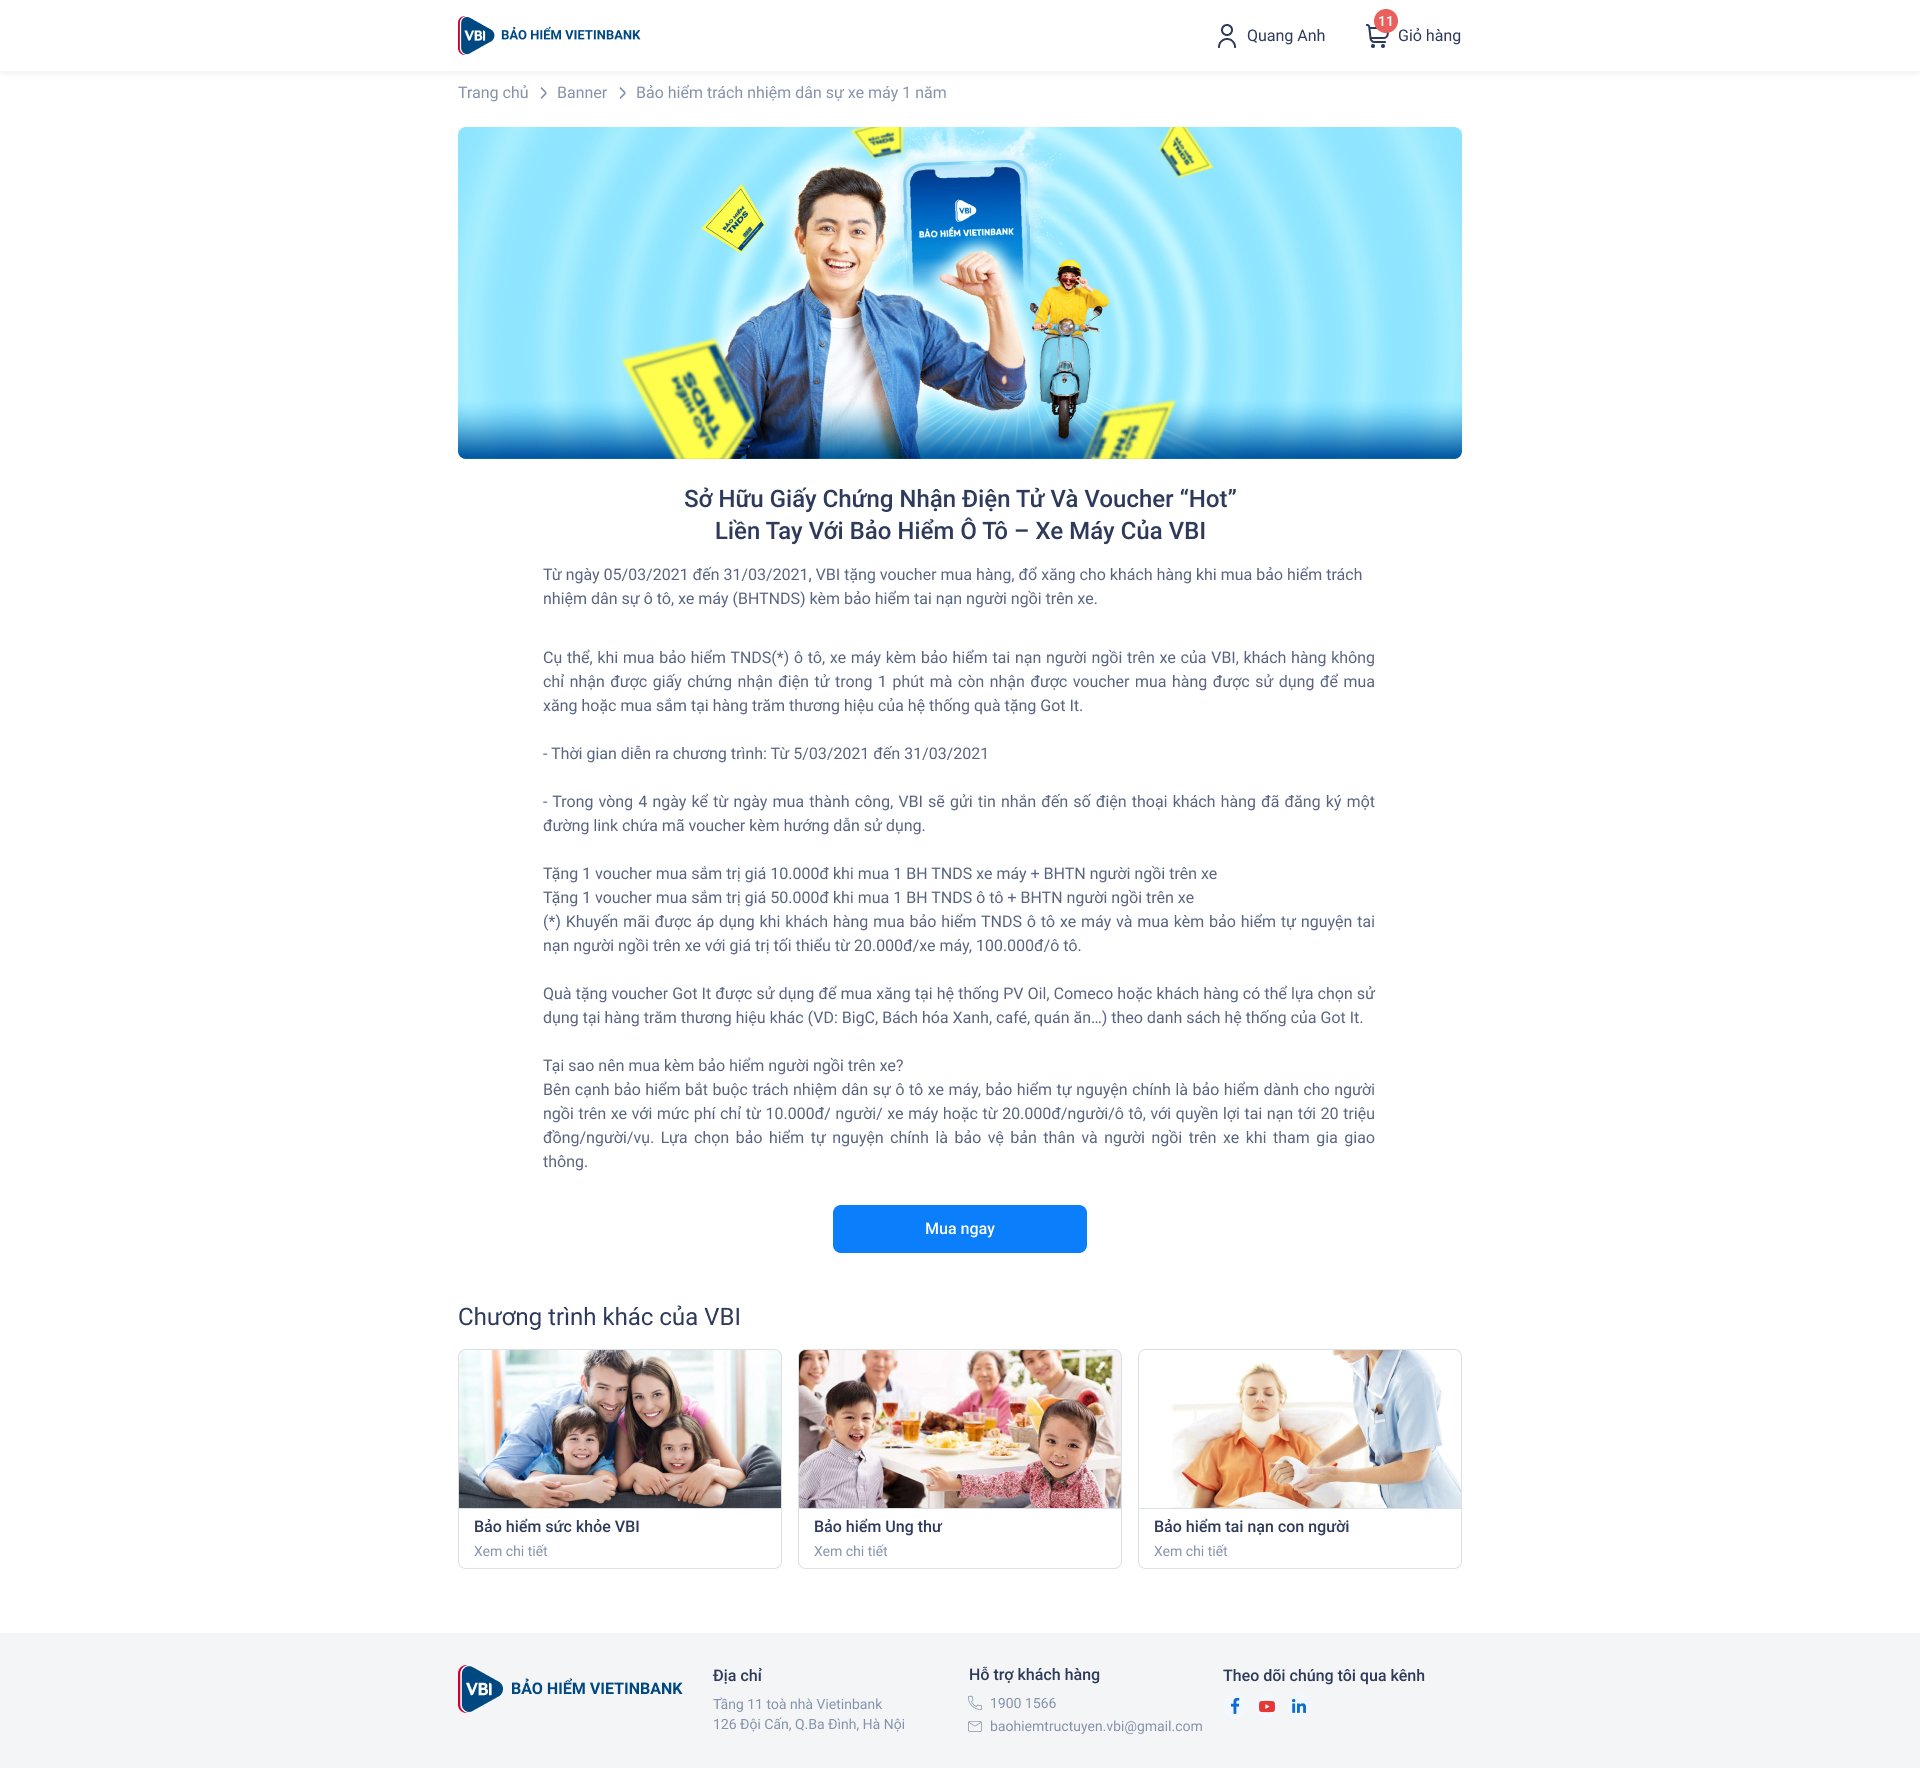 VBI BẢO HIỂM VIETINBANK
Quang Anh
11
Giỏ hàng
Trang chủ > Banner > Bảo hiểm trách nhiệm dân sự xe máy 1 năm
BẢO HIỂM TNDS
VBI
BẢO HIỂM VIETINBANK
BẢO HIỂM TNDS
Sở Hữu Giấy Chứng Nhận Điện Tử Và Voucher “Hot”
Liền Tay Với Bảo Hiểm Ô Tô – Xe Máy Của VBI
Từ ngày 05/03/2021 đến 31/03/2021, VBI tặng voucher mua hàng, đổ xăng cho khách hàng khi mua bảo hiểm trách
nhiệm dân sự ô tô, xe máy (BHTNDS) kèm bảo hiểm tai nạn người ngồi trên xe.
Cụ thể, khi mua bảo hiểm TNDS(*) ô tô, xe máy kèm bảo hiểm tai nạn người ngồi trên xe của VBI, khách hàng không
chỉ nhận được giấy chứng nhận điện tử trong 1 phút mà còn nhận được voucher mua hàng được sử dụng để mua
xăng hoặc mua sắm tại hàng trăm thương hiệu của hệ thống quà tặng Got It.
- Thời gian diễn ra chương trình: Từ 5/03/2021 đến 31/03/2021
- Trong vòng 4 ngày kể từ ngày mua thành công, VBI sẽ gửi tin nhắn đến số điện thoại khách hàng đã đăng ký một
đường link chứa mã voucher kèm hướng dẫn sử dụng.
Tặng 1 voucher mua sắm trị giá 10.000đ khi mua 1 BH TNDS xe máy + BHTN người ngồi trên xe
Tặng 1 voucher mua sắm trị giá 50.000đ khi mua 1 BH TNDS ô tô + BHTN người ngồi trên xe
(*) Khuyến mãi được áp dụng khi khách hàng mua bảo hiểm TNDS ô tô xe máy và mua kèm bảo hiểm tự nguyện tai
nạn người ngồi trên xe với giá trị tối thiểu từ 20.000đ/xe máy, 100.000đ/ô tô.
Quà tặng voucher Got It được sử dụng để mua xăng tại hệ thống PV Oil, Comeco hoặc khách hàng có thể lựa chọn sử
dụng tại hàng trăm thương hiệu khác (VD: BigC, Bách hóa Xanh, café, quán ăn…) theo danh sách hệ thống của Got It.
Tại sao nên mua kèm bảo hiểm người ngồi trên xe?
Bên cạnh bảo hiểm bắt buộc trách nhiệm dân sự ô tô xe máy, bảo hiểm tự nguyện chính là bảo hiểm dành cho người
ngồi trên xe với mức phí chỉ từ 10.000đ/ người/ xe máy hoặc từ 20.000đ/người/ô tô, với quyền lợi tai nạn tới 20 triệu
đồng/người/vụ. Lựa chọn bảo hiểm tự nguyện chính là bảo vệ bản thân và người ngồi trên xe khi tham gia giao
thông.
Mua ngay
Chương trình khác của VBI
Bảo hiểm sức khỏe VBI
Xem chi tiết
Bảo hiểm Ung thư
Xem chi tiết
Bảo hiểm tai nạn con người
Xem chi tiết
VBI BẢO HIỂM VIETINBANK
Địa chỉ
Tầng 11 toà nhà Vietinbank
126 Đội Cấn, Q.Ba Đình, Hà Nội
Hỗ trợ khách hàng
1900 1566
baohiemtructuyen.vbi@gmail.com
Theo dõi chúng tôi qua kênh